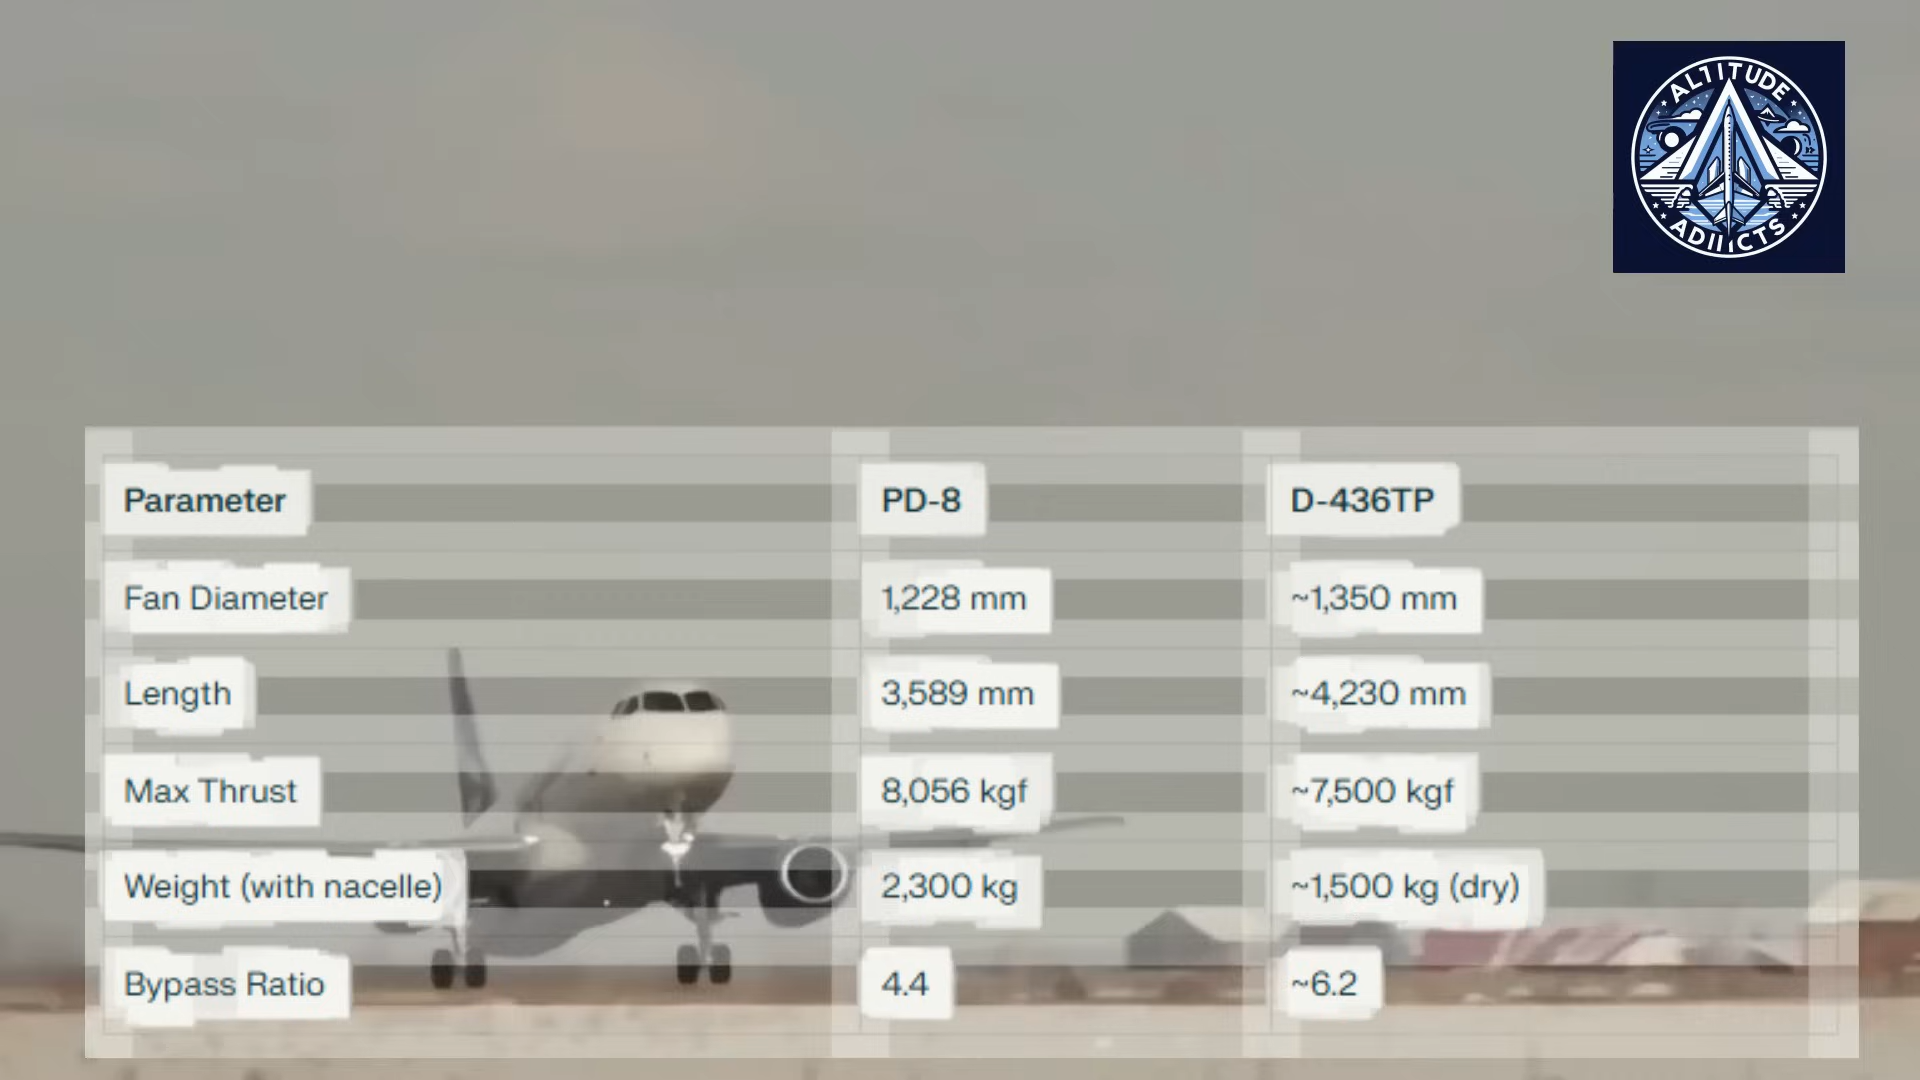 ALTITUDE
ADIIICTS
Parameter PD-8 D-436TP
Fan Diameter 1,228 mm ~1,350 mm
Length 3,589 mm ~4,230 mm
Max Thrust 8,056 kgf ~7,500 kgf
Weight (with nacelle) 2,300 kg ~1,500 kg (dry)
Bypass Ratio 4.4 ~6.2